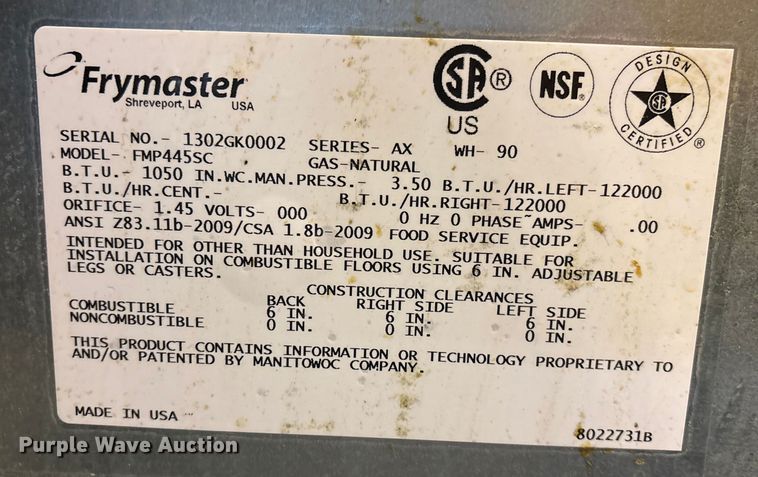 Frymaster
Shreveport, LA USA
SA ® US
NSF®
DESIGN CERTIFIED ®
SA
SERIAL NO.- 1302GK0002 SERIES- AX WH- 90
MODEL- FMP445SC GAS-NATURAL
B.T.U.- 1050 IN.WC.MAN.PRESS.- 3.50 B.T.U./HR.LEFT-122000
B.T.U./HR.CENT.- B.T.U./HR.RIGHT-122000
ORIFICE- 1.45 VOLTS- 000 0 Hz 0 PHASE~AMPS- .00
ANSI Z83.11b-2009/CSA 1.8b-2009 FOOD SERVICE EQUIP.
INTENDED FOR OTHER THAN HOUSEHOLD USE. SUITABLE FOR
INSTALLATION ON COMBUSTIBLE FLOORS USING 6 IN. ADJUSTABLE
LEGS OR CASTERS.
CONSTRUCTION CLEARANCES
BACK RIGHT SIDE LEFT SIDE
COMBUSTIBLE 6 IN. 6 IN. 6 IN.
NONCOMBUSTIBLE 0 IN. 0 IN. 0 IN.
THIS PRODUCT CONTAINS INFORMATION OR TECHNOLOGY PROPRIETARY TO
AND/OR PATENTED BY MANITOWOC COMPANY.
MADE IN USA
8022731B
Purple Wave Auction